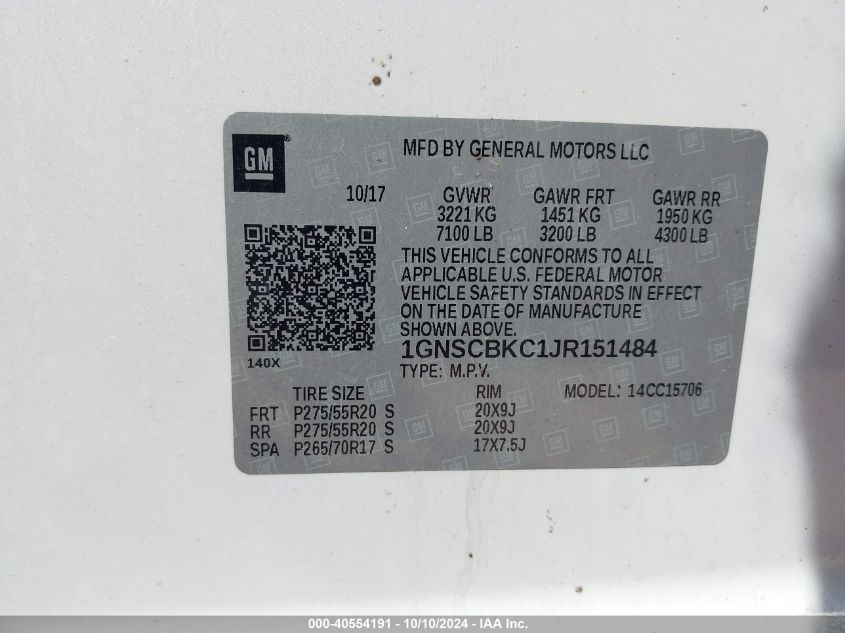 GM
®
MFD BY GENERAL MOTORS LLC
10/17
GVWR GAWR FRT GAWR RR
3221 KG 1451 KG 1950 KG
7100 LB 3200 LB 4300 LB
THIS VEHICLE CONFORMS TO ALL
APPLICABLE U.S. FEDERAL MOTOR
VEHICLE SAFETY STANDARDS IN EFFECT
ON THE DATE OF MANUFACTURE
SHOWN ABOVE.
1GNSCBKC1JR151484
140X
TYPE: M.P.V.
TIRE SIZE RIM MODEL: 14CC15706
FRT P275/55R20 S 20X9J
RR P275/55R20 S 20X9J
SPA P265/70R17 S 17X7.5J
000-40554191 - 10/10/2024 - IAA Inc.